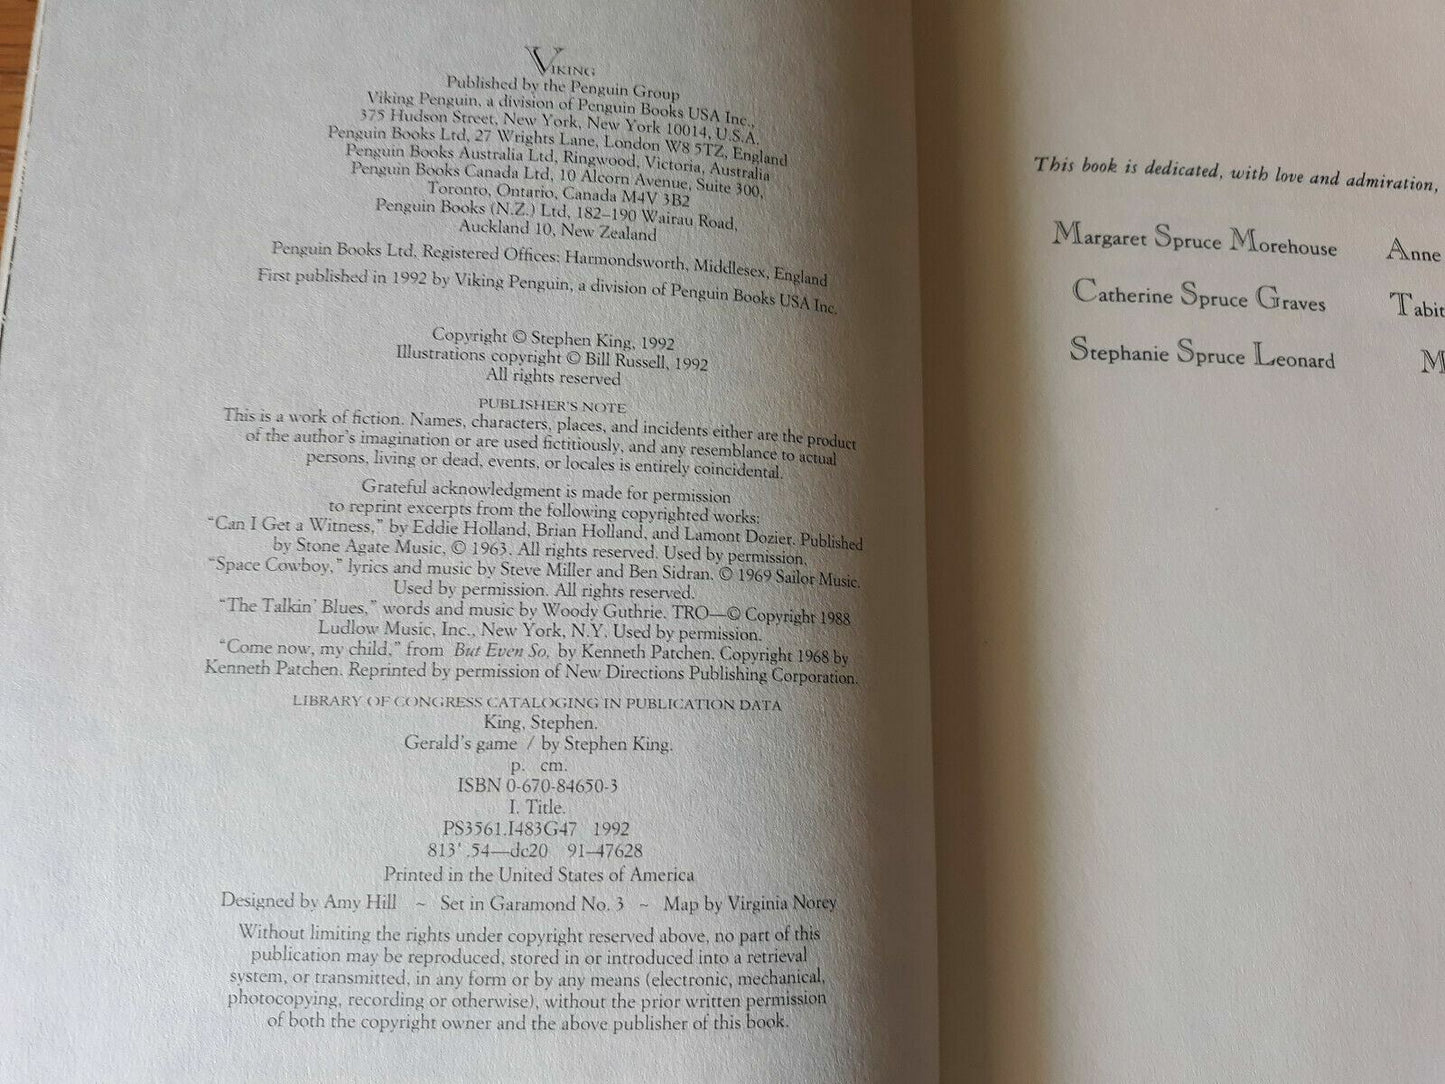 VIKING
Published by the Penguin Group
Viking Penguin, a division of Penguin Books USA Inc.,
375 Hudson Street, New York, New York 10014, U.S.A.
Penguin Books Ltd, 27 Wrights Lane, London W8 5TZ, England
Penguin Books Australia Ltd, Ringwood, Victoria, Australia
Penguin Books Canada Ltd, 10 Alcorn Avenue, Suite 300,
Toronto, Ontario, Canada M4V 3B2
Penguin Books (N.Z.) Ltd, 182–190 Wairau Road,
Auckland 10, New Zealand
Penguin Books Ltd, Registered Offices: Harmondsworth, Middlesex, England
First published in 1992 by Viking Penguin, a division of Penguin Books USA Inc.
Copyright © Stephen King, 1992
Illustrations copyright © Bill Russell, 1992
All rights reserved
PUBLISHER'S NOTE
This is a work of fiction. Names, characters, places, and incidents either are the product
of the author's imagination or are used fictitiously, and any resemblance to actual
persons, living or dead, events, or locales is entirely coincidental.
Grateful acknowledgment is made for permission
to reprint excerpts from the following copyrighted works:
"Can I Get a Witness," by Eddie Holland, Brian Holland, and Lamont Dozier. Published
by Stone Agate Music, © 1963. All rights reserved. Used by permission.
"Space Cowboy," lyrics and music by Steve Miller and Ben Sidran. © 1969 Sailor Music.
Used by permission. All rights reserved.
"The Talkin' Blues," words and music by Woody Guthrie. TRO—© Copyright 1988
Ludlow Music, Inc., New York, N.Y. Used by permission.
"Come now, my child," from But Even So, by Kenneth Patchen. Copyright 1968 by
Kenneth Patchen. Reprinted by permission of New Directions Publishing Corporation.
LIBRARY OF CONGRESS CATALOGING IN PUBLICATION DATA
King, Stephen.
Gerald's game / by Stephen King.
p. cm.
ISBN 0-670-84650-3
I. Title.
PS3561.I483G47 1992
813'.54—dc20 91-47628
Printed in the United States of America
Designed by Amy Hill ~ Set in Garamond No. 3 ~ Map by Virginia Norey
Without limiting the rights under copyright reserved above, no part of this
publication may be reproduced, stored in or introduced into a retrieval
system, or transmitted, in any form or by any means (electronic, mechanical,
photocopying, recording or otherwise), without the prior written permission
of both the copyright owner and the above publisher of this book.
This book is dedicated, with love and admiration,
Margaret Spruce Morehouse Anne
Catherine Spruce Graves Tabit
Stephanie Spruce Leonard M